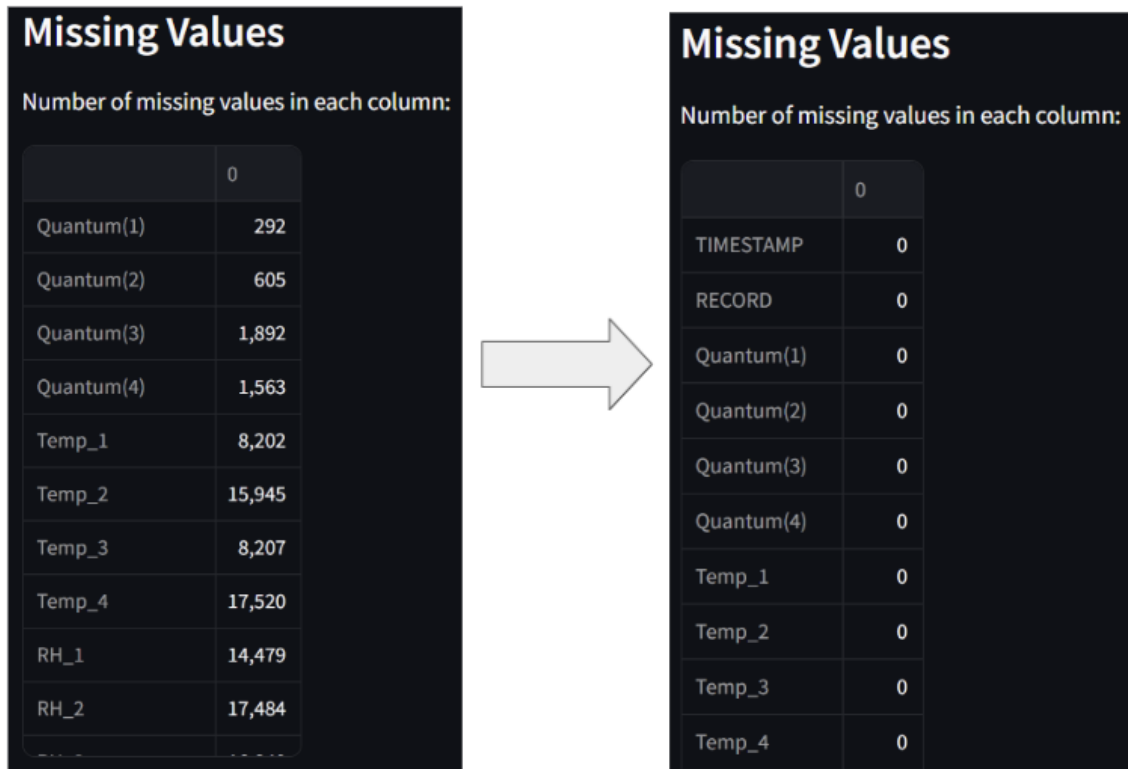 Missing Values
Number of missing values in each column:
0
Quantum(1) 292
Quantum(2) 605
Quantum(3) 1,892
Quantum(4) 1,563
Temp_1 8,202
Temp_2 15,945
Temp_3 8,207
Temp_4 17,520
RH_1 14,479
RH_2 17,484
Missing Values
Number of missing values in each column:
0
TIMESTAMP 0
RECORD 0
Quantum(1) 0
Quantum(2) 0
Quantum(3) 0
Quantum(4) 0
Temp_1 0
Temp_2 0
Temp_3 0
Temp_4 0